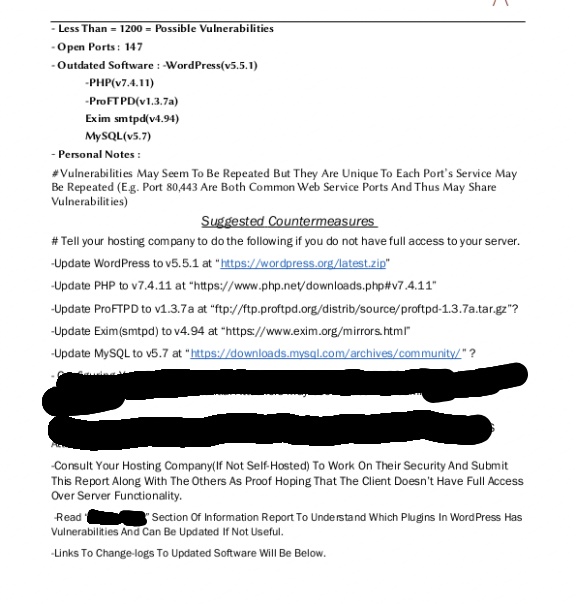 - Less Than = 1200 = Possible Vulnerabilities
- Open Ports : 147
- Outdated Software : -WordPress(v5.5.1)
-PHP(v7.4.11)
-ProFTPD(v1.3.7a)
Exim smtpd(v4.94)
MySQL(v5.7)
- Personal Notes :
#Vulnerabilities May Seem To Be Repeated But They Are Unique To Each Port's Service May
Be Repeated (E.g. Port 80,443 Are Both Common Web Service Ports And Thus May Share
Vulnerabilities)
Suggested Countermeasures
# Tell your hosting company to do the following if you do not have full access to your server.
-Update WordPress to v5.5.1 at “https://wordpress.org/latest.zip”
-Update PHP to v7.4.11 at “https://www.php.net/downloads.php#v7.4.11”
-Update ProFTPD to v1.3.7a at “ftp://ftp.proftpd.org/distrib/source/proftpd-1.3.7a.tar.gz”?
-Update Exim(smtpd) to v4.94 at “https://www.exim.org/mirrors.html”
-Update MySQL to v5.7 at “https://downloads.mysql.com/archives/community/” ?
-Consult Your Hosting Company(If Not Self-Hosted) To Work On Their Security And Submit
This Report Along With The Others As Proof Hoping That The Client Doesn't Have Full Access
Over Server Functionality.
-Read “ ” Section Of Information Report To Understand Which Plugins In WordPress Has
Vulnerabilities And Can Be Updated If Not Useful.
-Links To Change-logs To Updated Software Will Be Below.